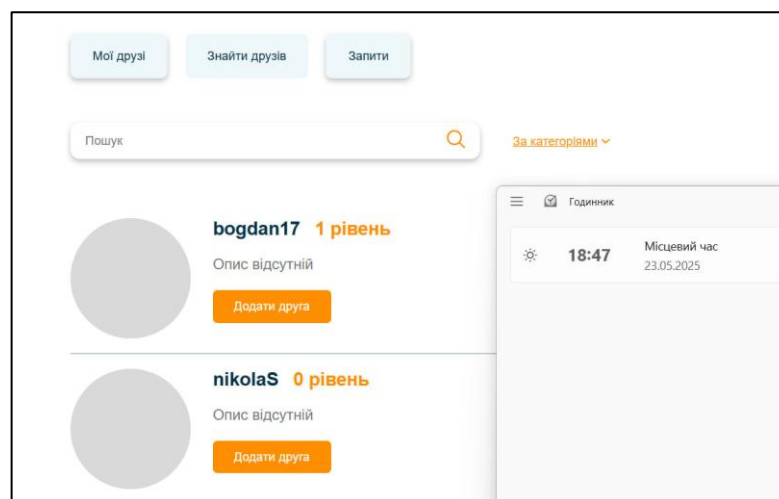 Мої друзі
Знайти друзів
Запити
Пошук
За категоріями
bogdan17 1 рівень
Опис відсутній
Додати друга
nikolaS 0 рівень
Опис відсутній
Додати друга
Годинник
18:47
Місцевий час
23.05.2025